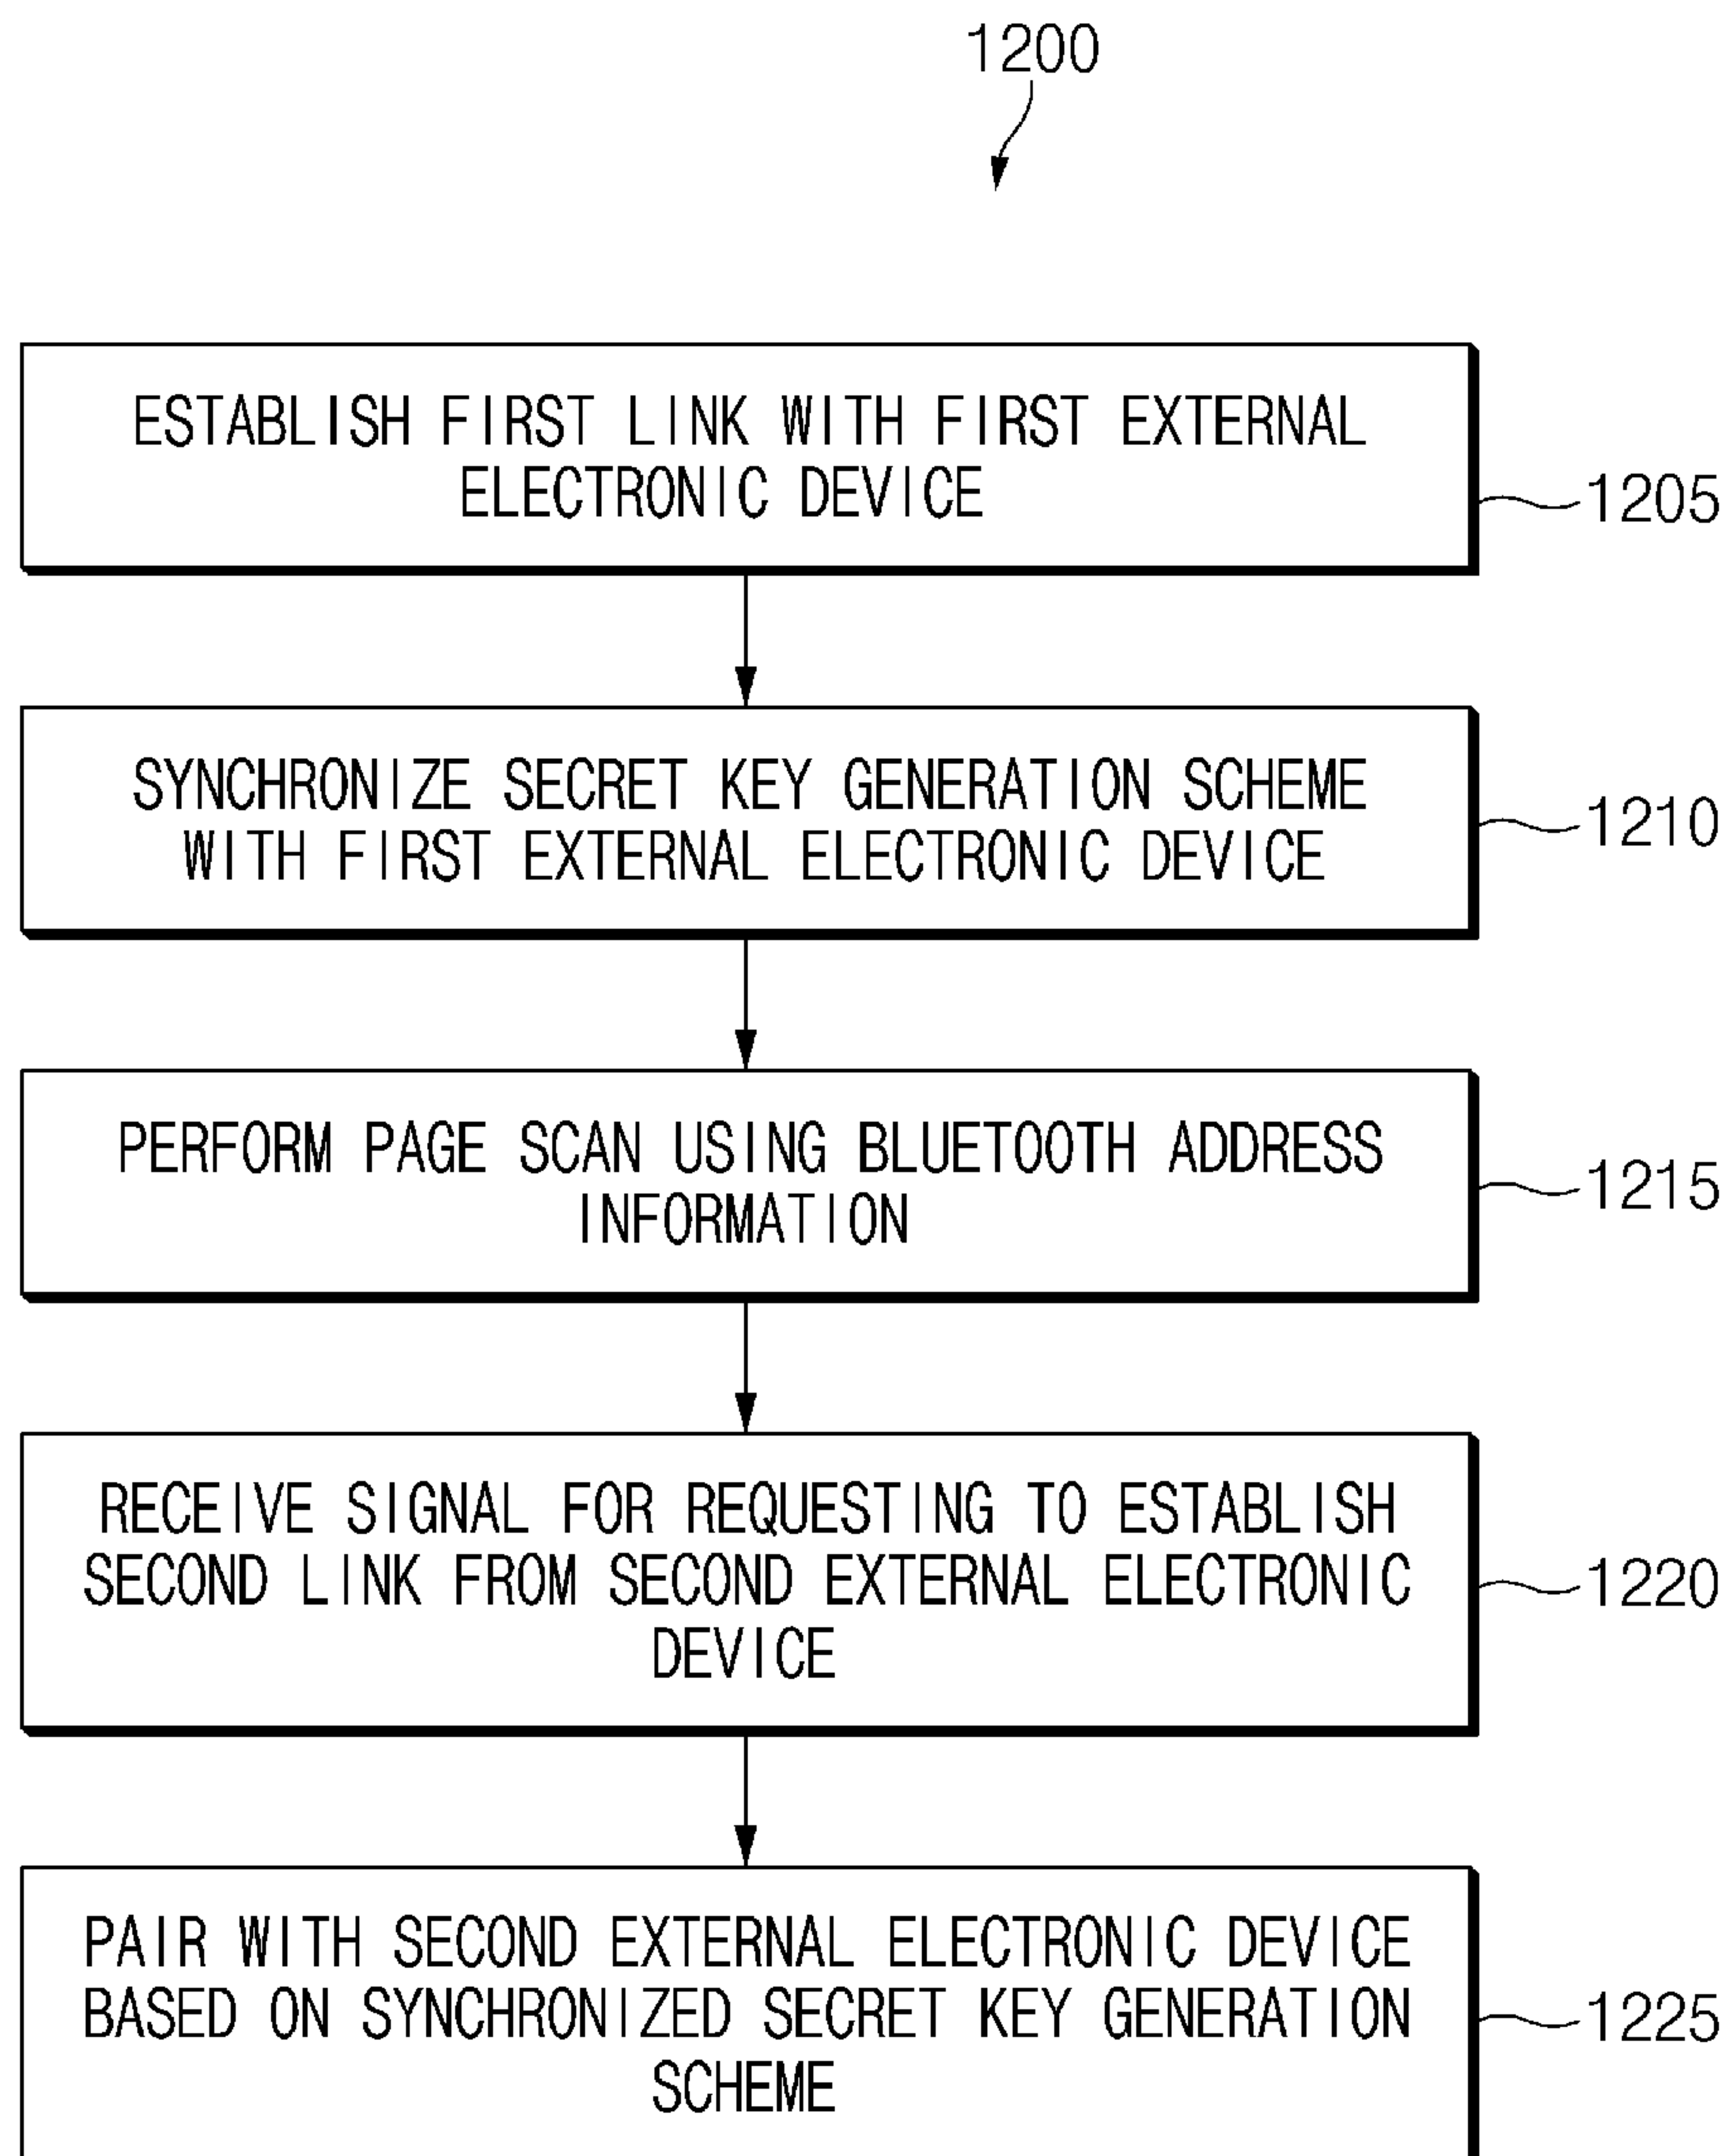 1200
ESTABLISH FIRST LINK WITH FIRST EXTERNAL
ELECTRONIC DEVICE
1205
SYNCHRONIZE SECRET KEY GENERATION SCHEME
WITH FIRST EXTERNAL ELECTRONIC DEVICE
1210
PERFORM PAGE SCAN USING BLUETOOTH ADDRESS
INFORMATION
1215
RECEIVE SIGNAL FOR REQUESTING TO ESTABLISH
SECOND LINK FROM SECOND EXTERNAL ELECTRONIC
DEVICE
1220
PAIR WITH SECOND EXTERNAL ELECTRONIC DEVICE
BASED ON SYNCHRONIZED SECRET KEY GENERATION
SCHEME
1225